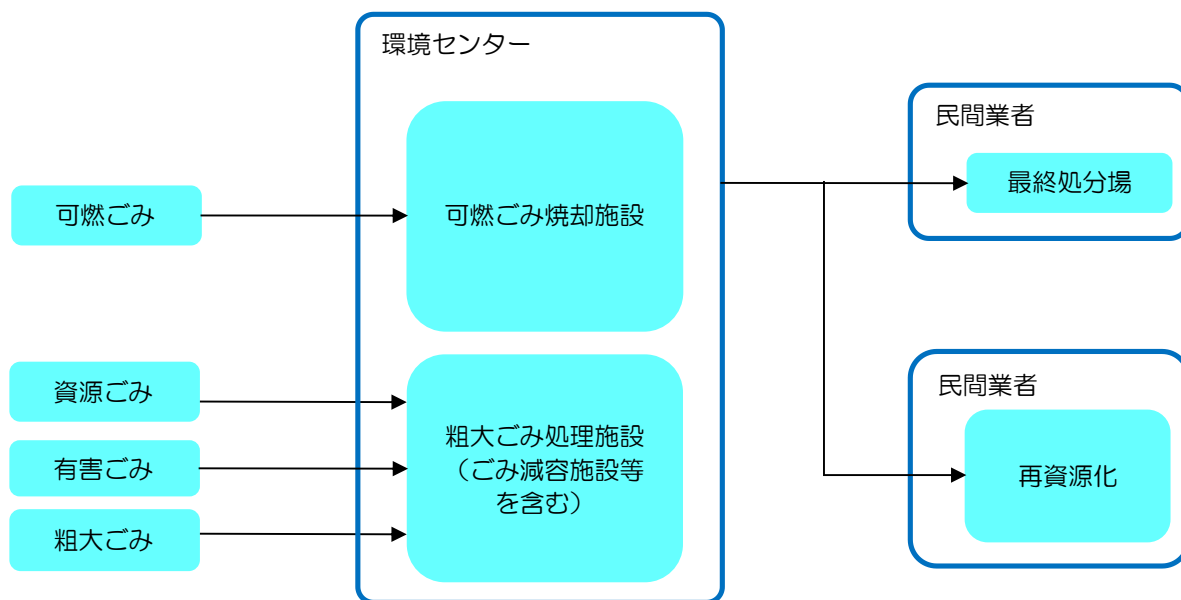 環境センター
可燃ごみ
可燃ごみ焼却施設
資源ごみ
有害ごみ
粗大ごみ
粗大ごみ処理施設
（ごみ減容施設等
を含む）
民間業者
最終処分場
民間業者
再資源化